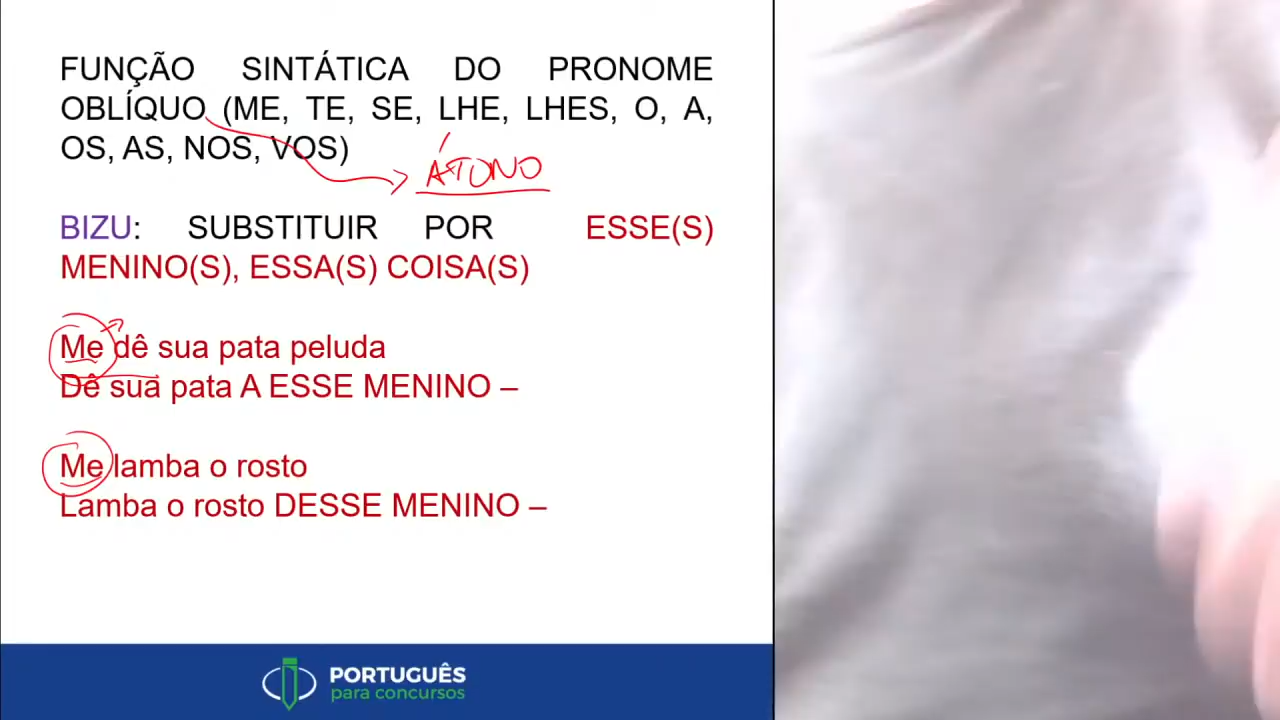 FUNÇÃO SINTÁTICA DO PRONOME
OBLÍQUO (ME, TE, SE, LHE, LHES, O, A,
OS, AS, NOS, VOS)
ÁTONO
BIZU: SUBSTITUIR POR ESSE(S)
MENINO(S), ESSA(S) COISA(S)
Me dê sua pata peluda
Dê sua pata A ESSE MENINO –
Me lamba o rosto
Lamba o rosto DESSE MENINO –
PORTUGUÊS
para concursos